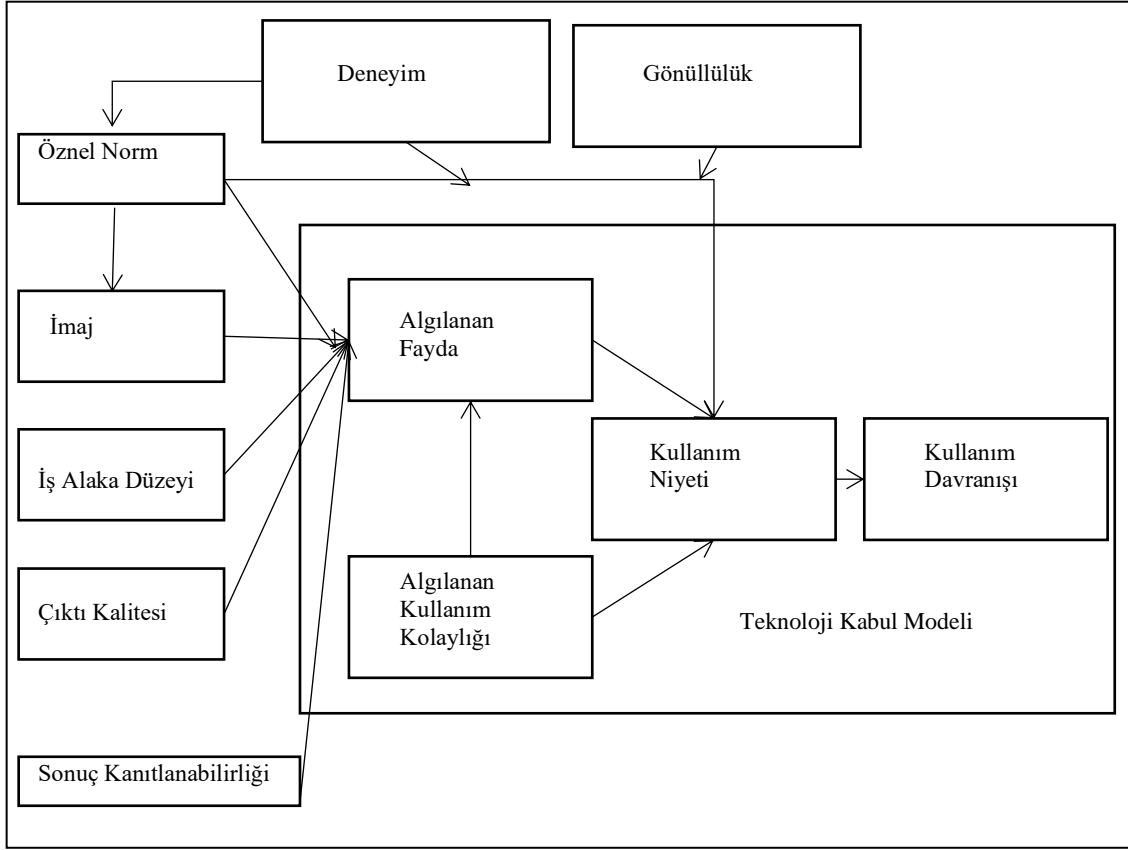 Deneyim
Gönüllülük
Öznel Norm
İmaj
Algılanan
Fayda
İş Alaka Düzeyi
Kullanım
Niyeti
Kullanım
Davranışı
Çıktı Kalitesi
Algılanan
Kullanım
Kolaylığı
Teknoloji Kabul Modeli
Sonuç Kanıtlanabilirliği